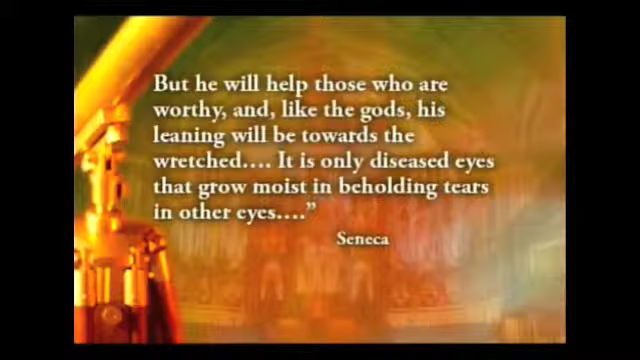 But he will help those who are
worthy, and, like the gods, his
leaning will be towards the
wretched.... It is only diseased eyes
that grow moist in beholding tears
in other eyes....”
Seneca